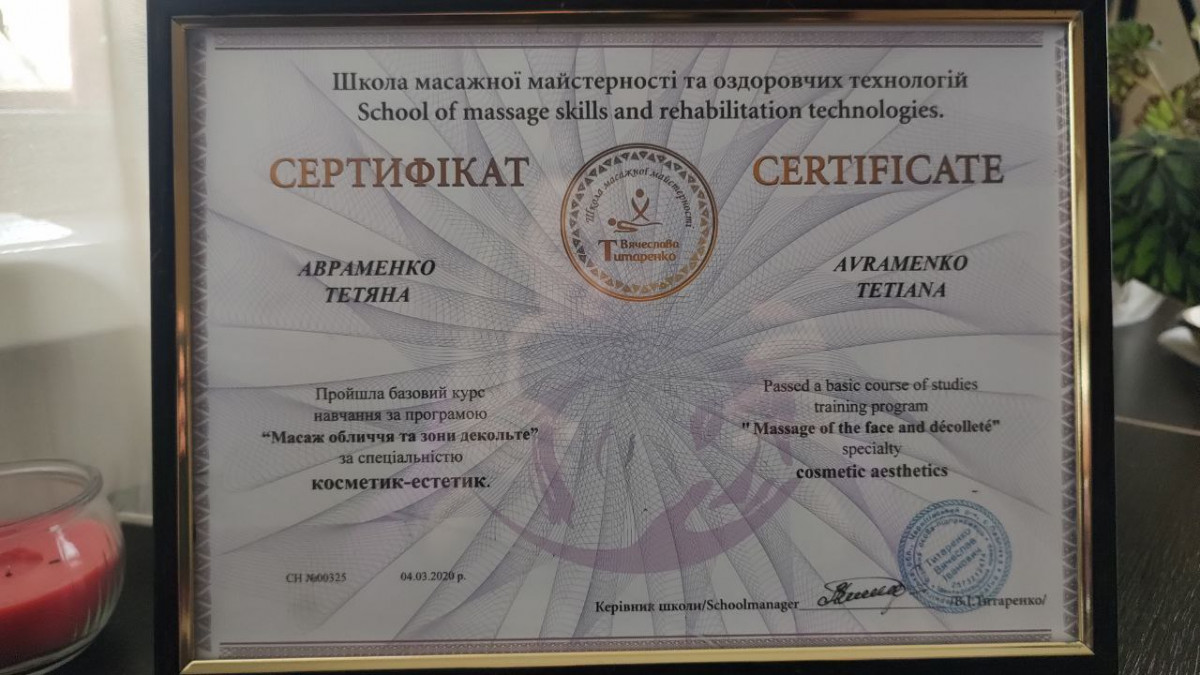 Школа масажної майстерності та оздоровчих технологій
School of massage skills and rehabilitation technologies.
СЕРТИФІКАТ
Школа масажної майстерності
Вячеслава
Титаренко
CERTIFICATE
АВРАМЕНКО
ТЕТЯНА
AVRAMENKO
TETIANA
Пройшла базовий курс
навчання за програмою
“Масаж обличчя та зони декольте”
за спеціальністю
косметик-естетик.
Passed a basic course of studies
training program
" Massage of the face and décolleté”
specialty
cosmetic aesthetics
СН №00325
04.03.2020 р.
Керівник школи/Schoolmanager
/В.І.Титаренко/
Титаренко
Вячеслав
Іванович